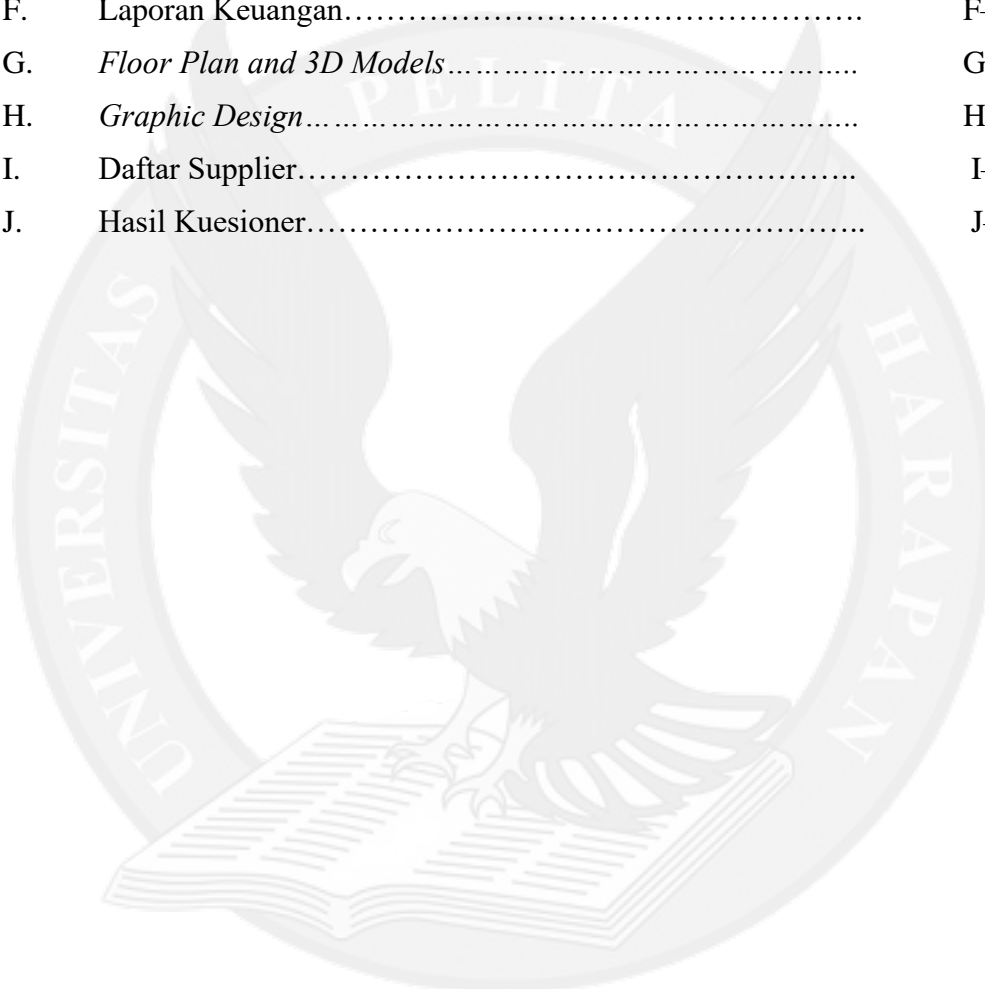 F. Laporan Keuangan…………………………………………. F-
G. Floor Plan and 3D Models………………………………….. G
H. Graphic Design……………………………………………….. H
I. Daftar Supplier…………………………………………….. I-
J. Hasil Kuesioner…………………………………………….. J-
UNIVERSITAS PELITA HARAPAN